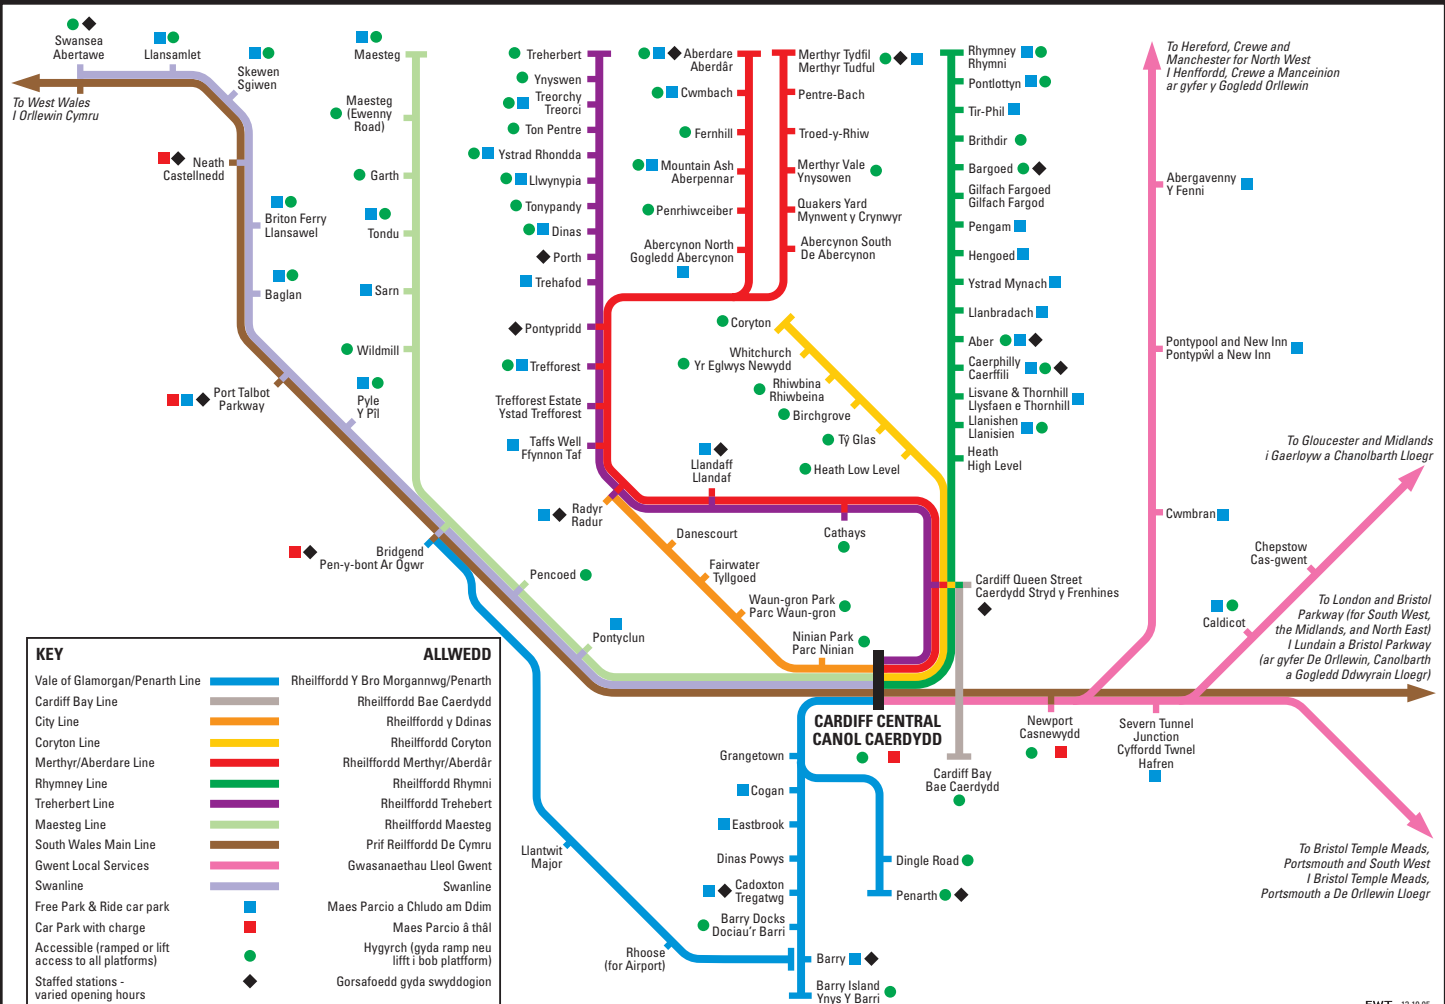 Swansea
Abertawe
Llansamlet
Skewen
Sgiwen
To West Wales
I Orllewin Cymru
Neath
Castellnedd
Briton Ferry
Llansawel
Baglan
Port Talbot
Parkway
Pyle
Y Pîl
Bridgend
Pen-y-bont Ar Ogwr
Maesteg
Maesteg
(Ewenny
Road)
Garth
Tondu
Sarn
Wildmill
Pencoed
Pontyclun
Treherbert
Ynyswen
Treorchy
Treorci
Ton Pentre
Ystrad Rhondda
Llwynypia
Tonypandy
Dinas
Porth
Trehafod
Pontypridd
Trefforest
Trefforest Estate
Ystad Trefforest
Taffs Well
Ffynnon Taf
Radyr
Radur
Aberdare
Aberdâr
Cwmbach
Fernhill
Mountain Ash
Aberpennar
Penrhiwceiber
Abercynon North
Gogledd Abercynon
Merthyr Tydfil
Merthyr Tudful
Pentre-Bach
Troed-y-Rhiw
Merthyr Vale
Ynysowen
Quakers Yard
Mynwent y Crynwyr
Abercynon South
De Abercynon
Coryton
Whitchurch
Yr Eglwys Newydd
Rhiwbina
Rhiwbeina
Birchgrove
Tŷ Glas
Heath Low Level
Llandaff
Llandaf
Cathays
Danescourt
Fairwater
Tyllgoed
Waun-gron Park
Parc Waun-gron
Ninian Park
Parc Ninian
Rhymney
Rhymni
Pontlottyn
Tir-Phil
Brithdir
Bargoed
Gilfach Fargoed
Gilfach Fargod
Pengam
Hengoed
Ystrad Mynach
Llanbradach
Aber
Caerphilly
Caerffili
Lisvane & Thornhill
Llysfaen e Thornhill
Llanishen
Llanisien
Heath
High Level
Cardiff Queen Street
Caerdydd Stryd y Frenhines
To Hereford, Crewe and
Manchester for North West
I Henffordd, Crewe a Manceinion
ar gyfer y Gogledd Orllewin
Abergavenny
Y Fenni
Pontypool and New Inn
Pontypŵl a New Inn
Cwmbran
To Gloucester and Midlands
i Gaerloyw a Chanolbarth Lloegr
Chepstow
Cas-gwent
Caldicot
To London and Bristol
Parkway (for South West,
the Midlands, and North East)
I Lundain a Bristol Parkway
(ar gyfer De Orllewin, Canolbarth
a Gogledd Ddwyrain Lloegr)
CARDIFF CENTRAL
CANOL CAERDYDD
Cardiff Bay
Bae Caerdydd
Newport
Casnewydd
Severn Tunnel
Junction
Cyffordd Twnel
Hafren
To Bristol Temple Meads,
Portsmouth and South West
I Bristol Temple Meads,
Portsmouth a De Orllewin Lloegr
Grangetown
Cogan
Eastbrook
Dinas Powys
Cadoxton
Tregatwg
Barry Docks
Dociau'r Barri
Barry
Barry Island
Ynys Y Barri
Dingle Road
Penarth
Llantwit
Major
Rhoose
(for Airport)
KEY ALLWEDD
Vale of Glamorgan/Penarth Line Rheilffordd Y Bro Morgannwg/Penarth
Cardiff Bay Line Rheilffordd Bae Caerdydd
City Line Rheilffordd y Ddinas
Coryton Line Rheilffordd Coryton
Merthyr/Aberdare Line Rheilffordd Merthyr/Aberdâr
Rhymney Line Rheilffordd Rhymni
Treherbert Line Rheilffordd Trehebert
Maesteg Line Rheilffordd Maesteg
South Wales Main Line Prif Reilffordd De Cymru
Gwent Local Services Gwasanaethau Lleol Gwent
Swanline Swanline
Free Park & Ride car park Maes Parcio a Chludo am Ddim
Car Park with charge Maes Parcio â thâl
Accessible (ramped or lift Hygyrch (gyda ramp neu
access to all platforms) lifft i bob platfform)
Staffed stations - Gorsafoedd gyda swyddogion
varied opening hours